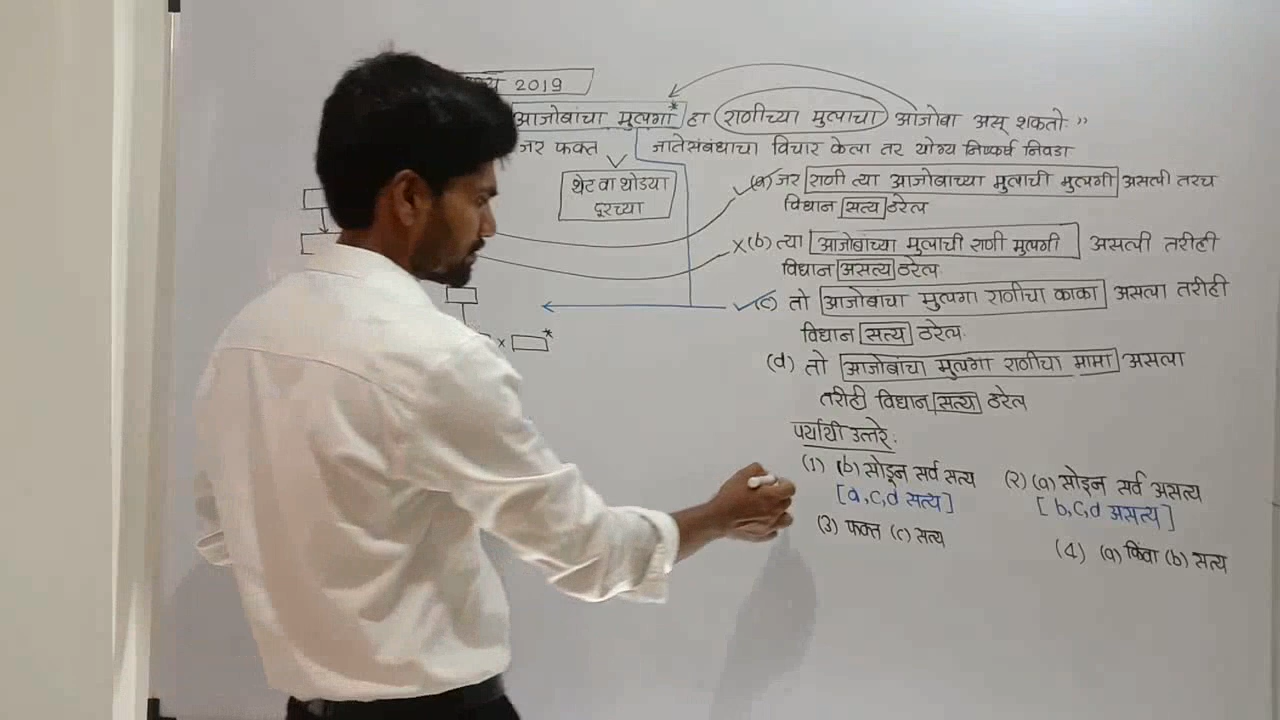 2019
आजोबांचा मुलगा* हा राणीच्या मुलाचा आजोबा असू शकतो."
जर फक्त जातेसंबंधाचा विचार केला तर योग्य निष्कर्ष निवडा
थेट वा थोडया
दूरच्या
(a) जर राणी त्या आजोबाच्या मुलाची मुलगी असली तरच
विधान सत्य ठरेल
x(b) त्या आजोबांच्या मुलाची राणी मुलगी असली तरीही
विधान असत्य ठरेल.
(c) तो आजोबांचा मुलगा राणीचा काका असला तरीही
विधान सत्य ठरेल.
(d) तो आजोबांचा मुलगा राणीचा मामा असला
तरीही विधान सत्य ठरेल
x *
पर्यायी उत्तरे:
(1) (b) सोडून सर्व सत्य (२) (a) सोडून सर्व असत्य
[a,c,d सत्य] [b,c,d असत्य]
(3) फक्त (c) सत्य (4) (a) किंवा (b) सत्य